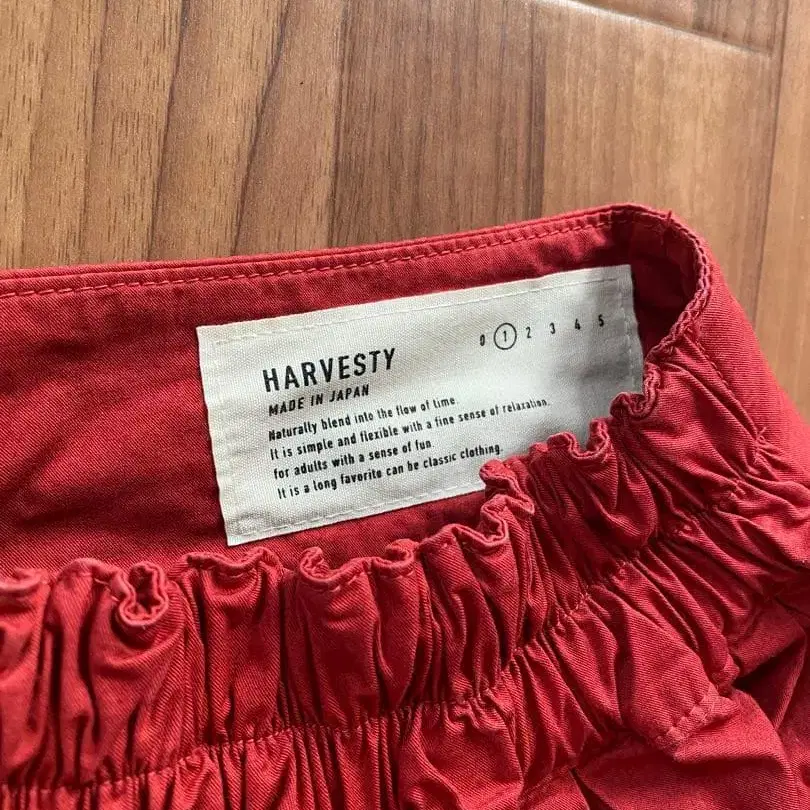 0 1 2 3 4 5
HARVESTY
MADE IN JAPAN
Naturally blend into the flow of time.
It is simple and flexible with a fine sense of relaxation,
for adults with a sense of fun.
It is a long favorite can be classic clothing.